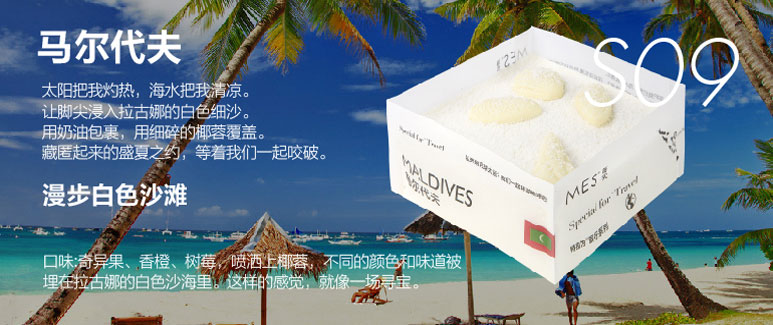 马尔代夫
S09
太阳把我灼热，海水把我清凉。
让脚尖浸入拉古娜的白色细沙。
用奶油包裹，用细碎的椰蓉覆盖。
藏匿起来的盛夏之约，等着我们一起咬破。
漫步白色沙滩
口味:奇异果、香橙、树莓，喷洒上椰蓉，不同的颜色和味道被
埋在拉古娜的白色沙海里。这样的感觉，就像一场寻宝。
MES
Special for Travel
MALDIVES
马尔代夫
MES
Special for Travel